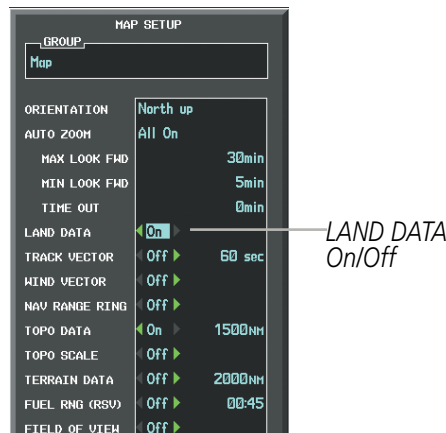 MAP SETUP
GROUP
Map
ORIENTATION North up
AUTO ZOOM All On
MAX LOOK FWD 30min
MIN LOOK FWD 5min
TIME OUT 0min
LAND DATA On
TRACK VECTOR Off 60 sec
WIND VECTOR Off
NAV RANGE RING Off
TOPO DATA On 1500NM
TOPO SCALE Off
TERRAIN DATA Off 2000NM
FUEL RNG (RSV) Off 00:45
FIELD OF VIEW Off
LAND DATA
On/Off